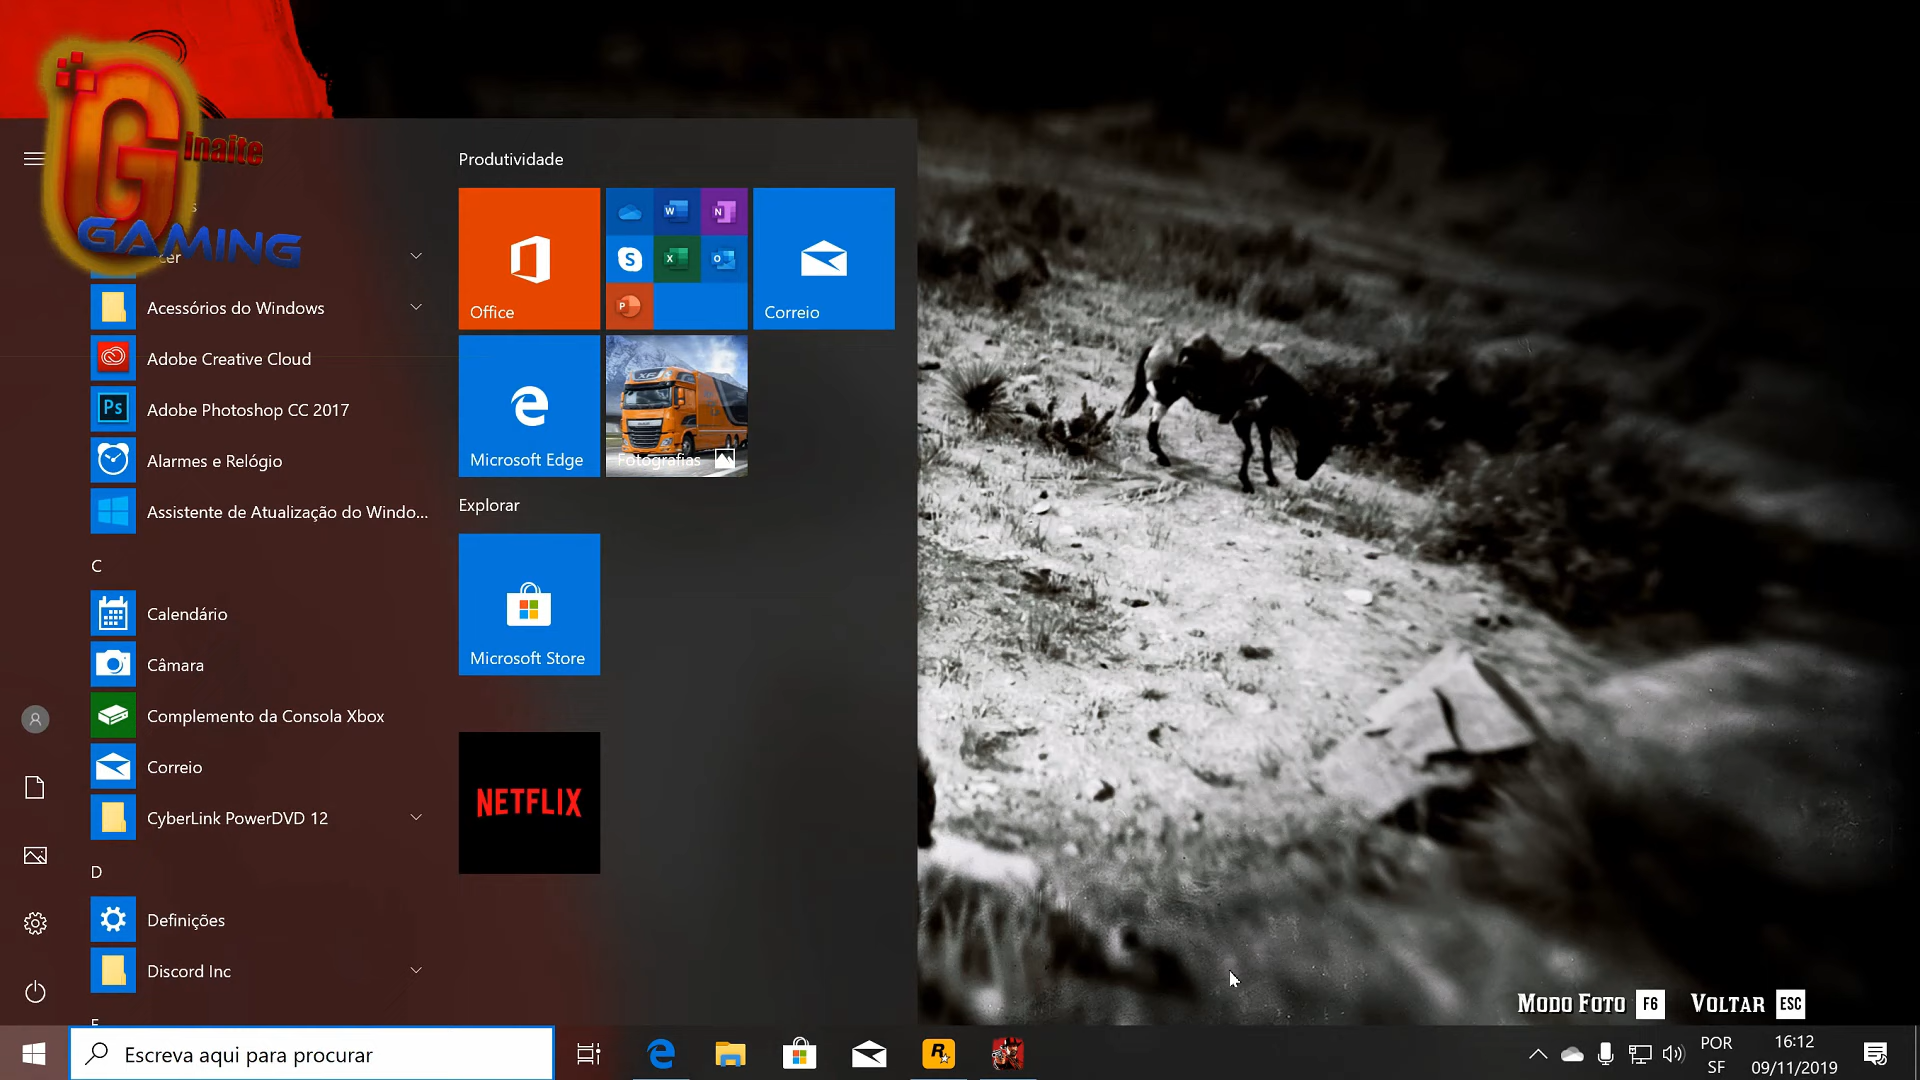 G
inaite
GAMING
Acessórios do Windows
Adobe Creative Cloud
Ps
Adobe Photoshop CC 2017
Alarmes e Relógio
Assistente de Atualização do Windo...
C
Calendário
Câmara
Complemento da Consola Xbox
Correio
CyberLink PowerDVD 12
D
Definições
Discord Inc
Produtividade
Office
W
N
S
X
O
P
Correio
Microsoft Edge
XF
Fotografias
Explorar
Microsoft Store
NETFLIX
MODO FOTO F6 VOLTAR ESC
Escreva aqui para procurar
R
POR
SF
16:12
09/11/2019